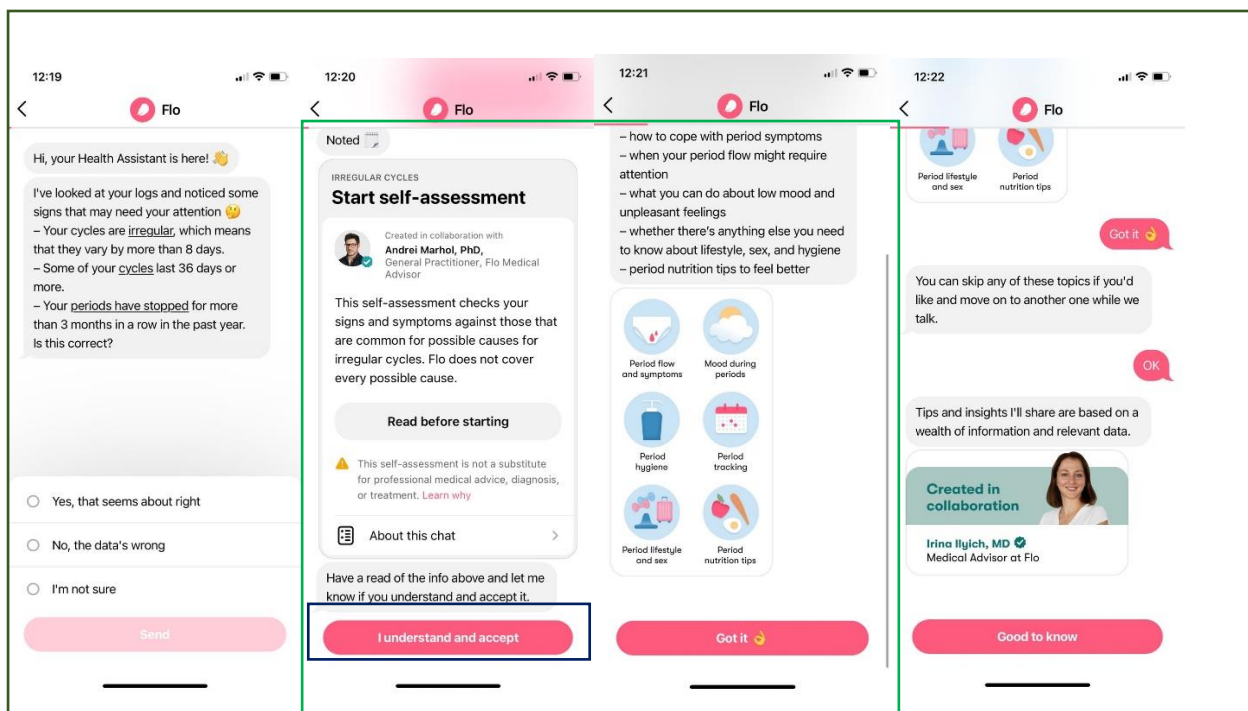 12:19
Flo
Hi, your Health Assistant is here! 👋
I've looked at your logs and noticed some
signs that may need your attention 🤔
– Your cycles are irregular, which means
that they vary by more than 8 days.
– Some of your cycles last 36 days or
more.
– Your periods have stopped for more
than 3 months in a row in the past year.
Is this correct?
Yes, that seems about right
No, the data's wrong
I'm not sure
Send
12:20
Flo
Noted 🗒️
IRREGULAR CYCLES
Start self-assessment
Created in collaboration with
Andrei Marhol, PhD,
General Practitioner, Flo Medical
Advisor
This self-assessment checks your
signs and symptoms against those that
are common for possible causes for
irregular cycles. Flo does not cover
every possible cause.
Read before starting
This self-assessment is not a substitute
for professional medical advice, diagnosis,
or treatment. Learn why
About this chat
Have a read of the info above and let me
know if you understand and accept it.
I understand and accept
12:21
Flo
– how to cope with period symptoms
– when your period flow might require
attention
– what you can do about low mood and
unpleasant feelings
– whether there's anything else you need
to know about lifestyle, sex, and hygiene
– period nutrition tips to feel better
Period flow
and symptoms
Mood during
periods
Period
hygiene
Period
tracking
Period lifestyle
and sex
Period
nutrition tips
Got it 👌
12:22
Flo
Period lifestyle
and sex
Period
nutrition tips
Got it 👌
You can skip any of these topics if you'd
like and move on to another one while we
talk.
OK
Tips and insights I'll share are based on a
wealth of information and relevant data.
Created in
collaboration
Irina Ilyich, MD
Medical Advisor at Flo
Good to know